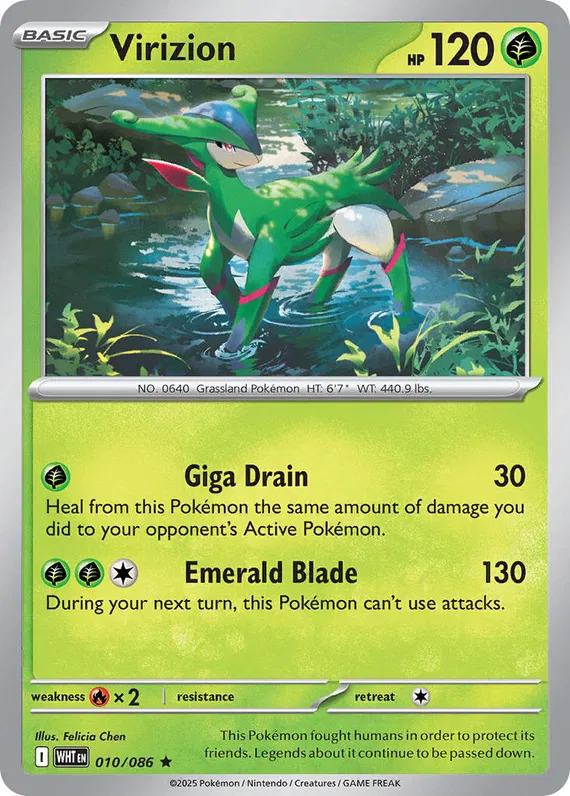 BASIC Virizion HP 120
NO. 0640 Grassland Pokémon HT: 6'7" WT: 440.9 lbs.
Giga Drain 30
Heal from this Pokémon the same amount of damage you
did to your opponent's Active Pokémon.
Emerald Blade 130
During your next turn, this Pokémon can't use attacks.
weakness ×2 resistance retreat
Illus. Felicia Chen
I WHT EN 010/086 ★
This Pokémon fought humans in order to protect its
friends. Legends about it continue to be passed down.
©2025 Pokémon / Nintendo / Creatures / GAME FREAK